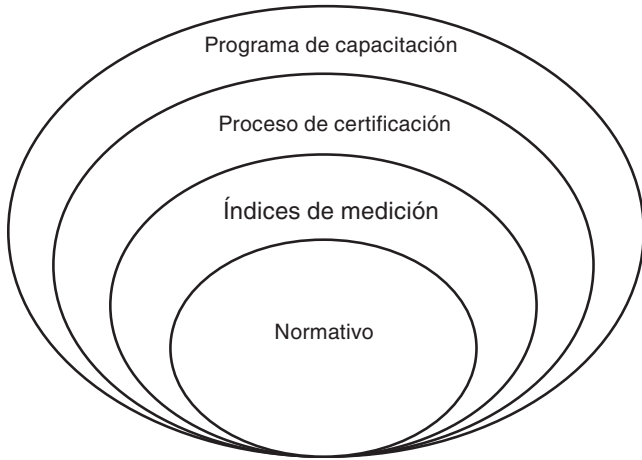 Programa de capacitación
Proceso de certificación
Índices de medición
Normativo